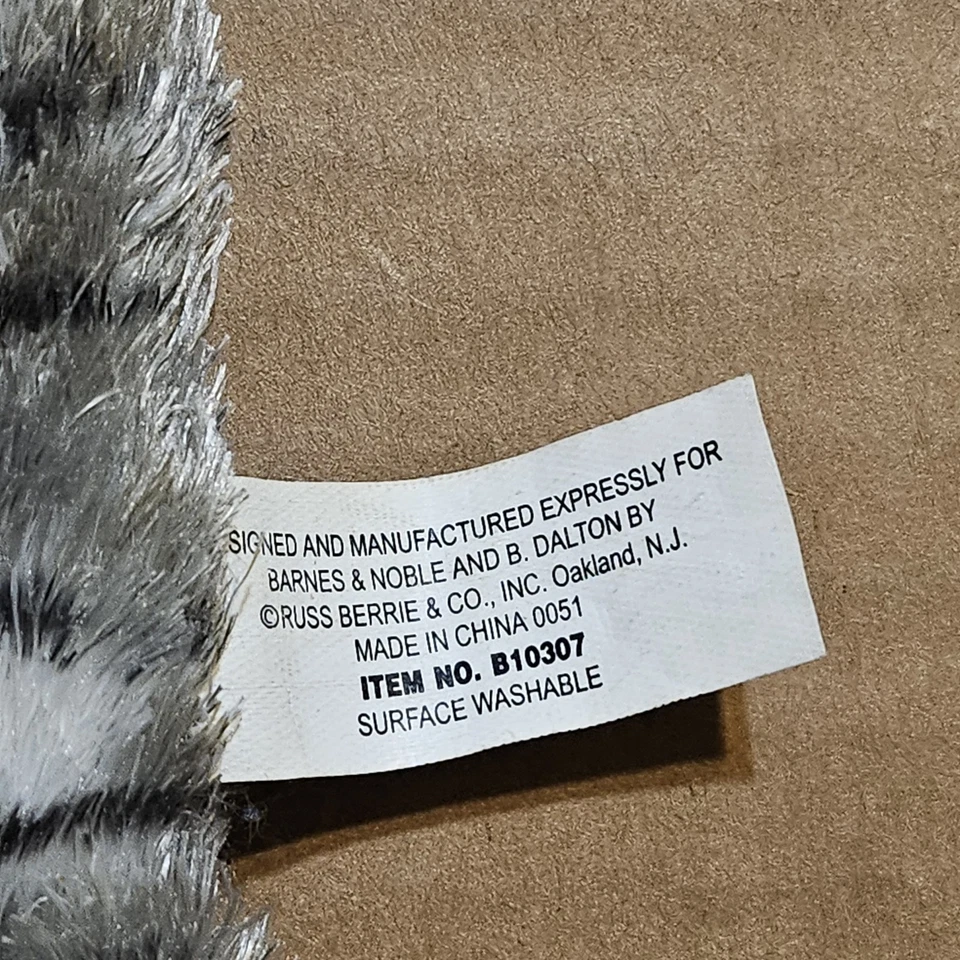 SIGNED AND MANUFACTURED EXPRESSLY FOR
BARNES & NOBLE AND B. DALTON BY
©RUSS BERRIE & CO., INC. Oakland, N.J.
MADE IN CHINA 0051
ITEM NO. B10307
SURFACE WASHABLE